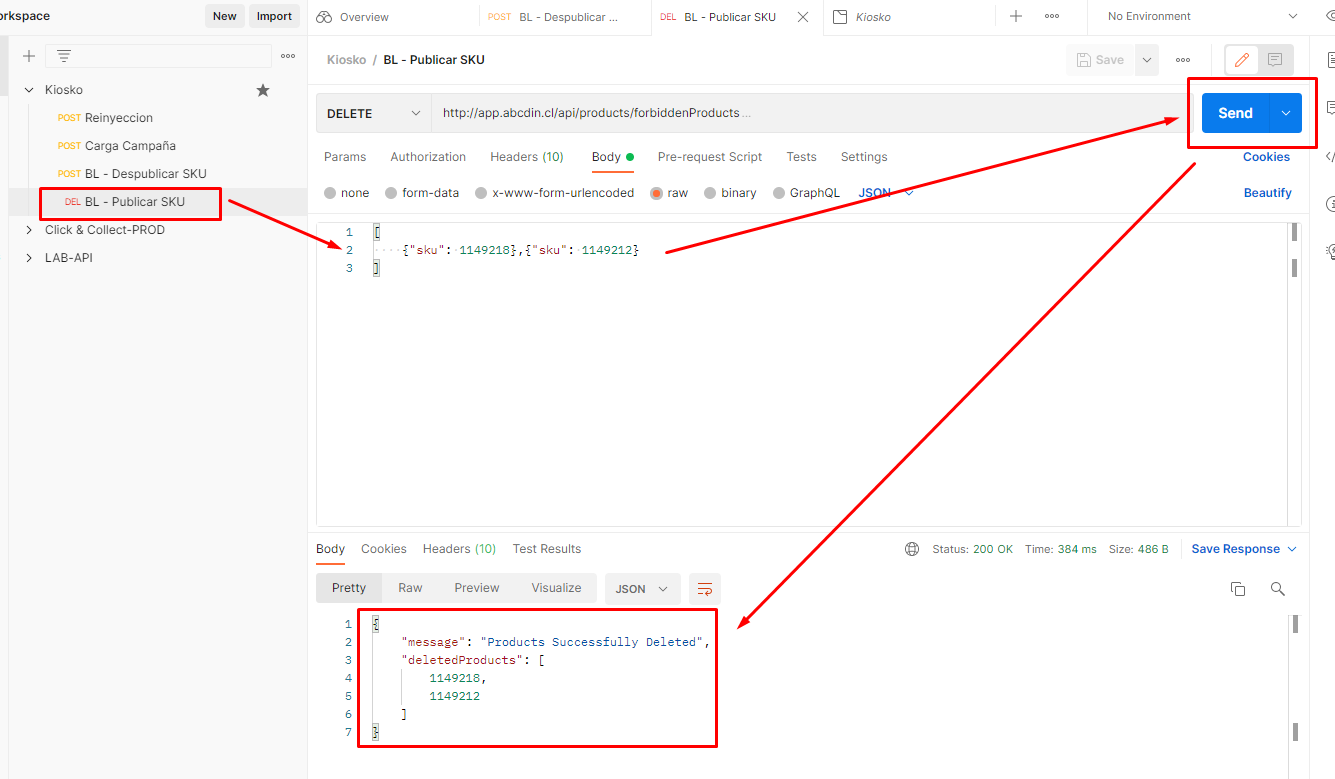 orkspace
New
Import
Overview
POST BL - Despublicar ...
DEL BL - Publicar SKU
Kiosko
No Environment
Kiosko / BL - Publicar SKU
Save
Kiosko
POST Reinyeccion
POST Carga Campaña
POST BL - Despublicar SKU
DEL BL - Publicar SKU
Click & Collect-PROD
LAB-API
DELETE
http://app.abcdin.cl/api/products/forbiddenProducts ...
Send
Params
Authorization
Headers (10)
Body
Pre-request Script
Tests
Settings
Cookies
none
form-data
x-www-form-urlencoded
raw
binary
GraphQL
JSON
Beautify
1 [
2 ····{"sku":·1149218},{"sku":·1149212}
3 ]
Body
Cookies
Headers (10)
Test Results
Status: 200 OK
Time: 384 ms
Size: 486 B
Save Response
Pretty
Raw
Preview
Visualize
JSON
1 {
2 "message": "Products Successfully Deleted",
3 "deletedProducts": [
4 1149218,
5 1149212
6 ]
7 }